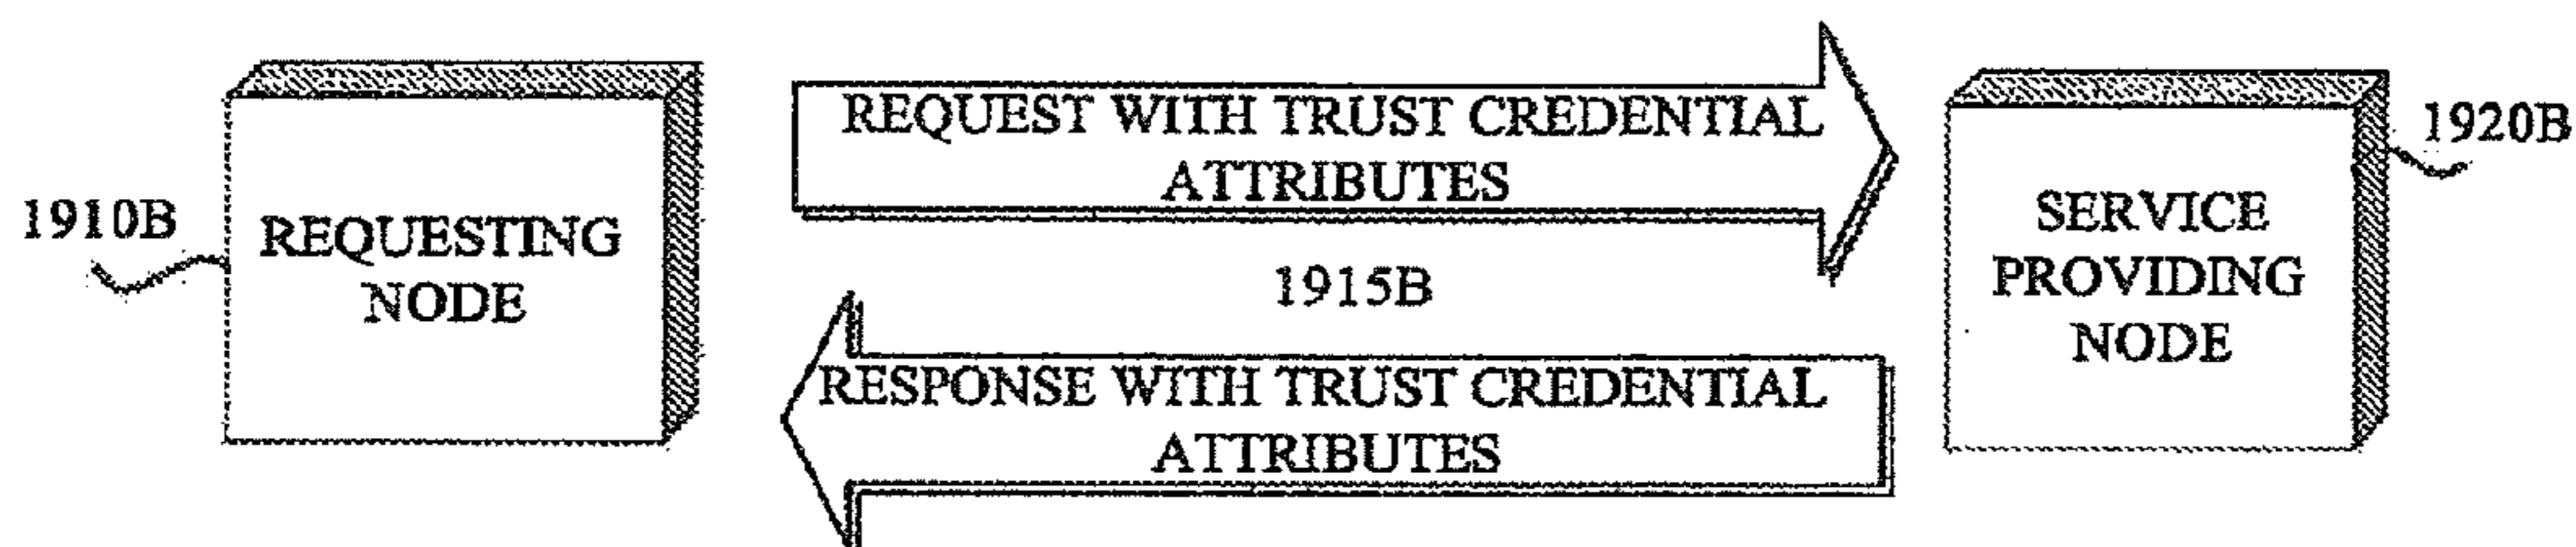 1910B
REQUESTING
NODE
REQUEST WITH TRUST CREDENTIAL
ATTRIBUTES
1915B
RESPONSE WITH TRUST CREDENTIAL
ATTRIBUTES
1920B
SERVICE
PROVIDING
NODE